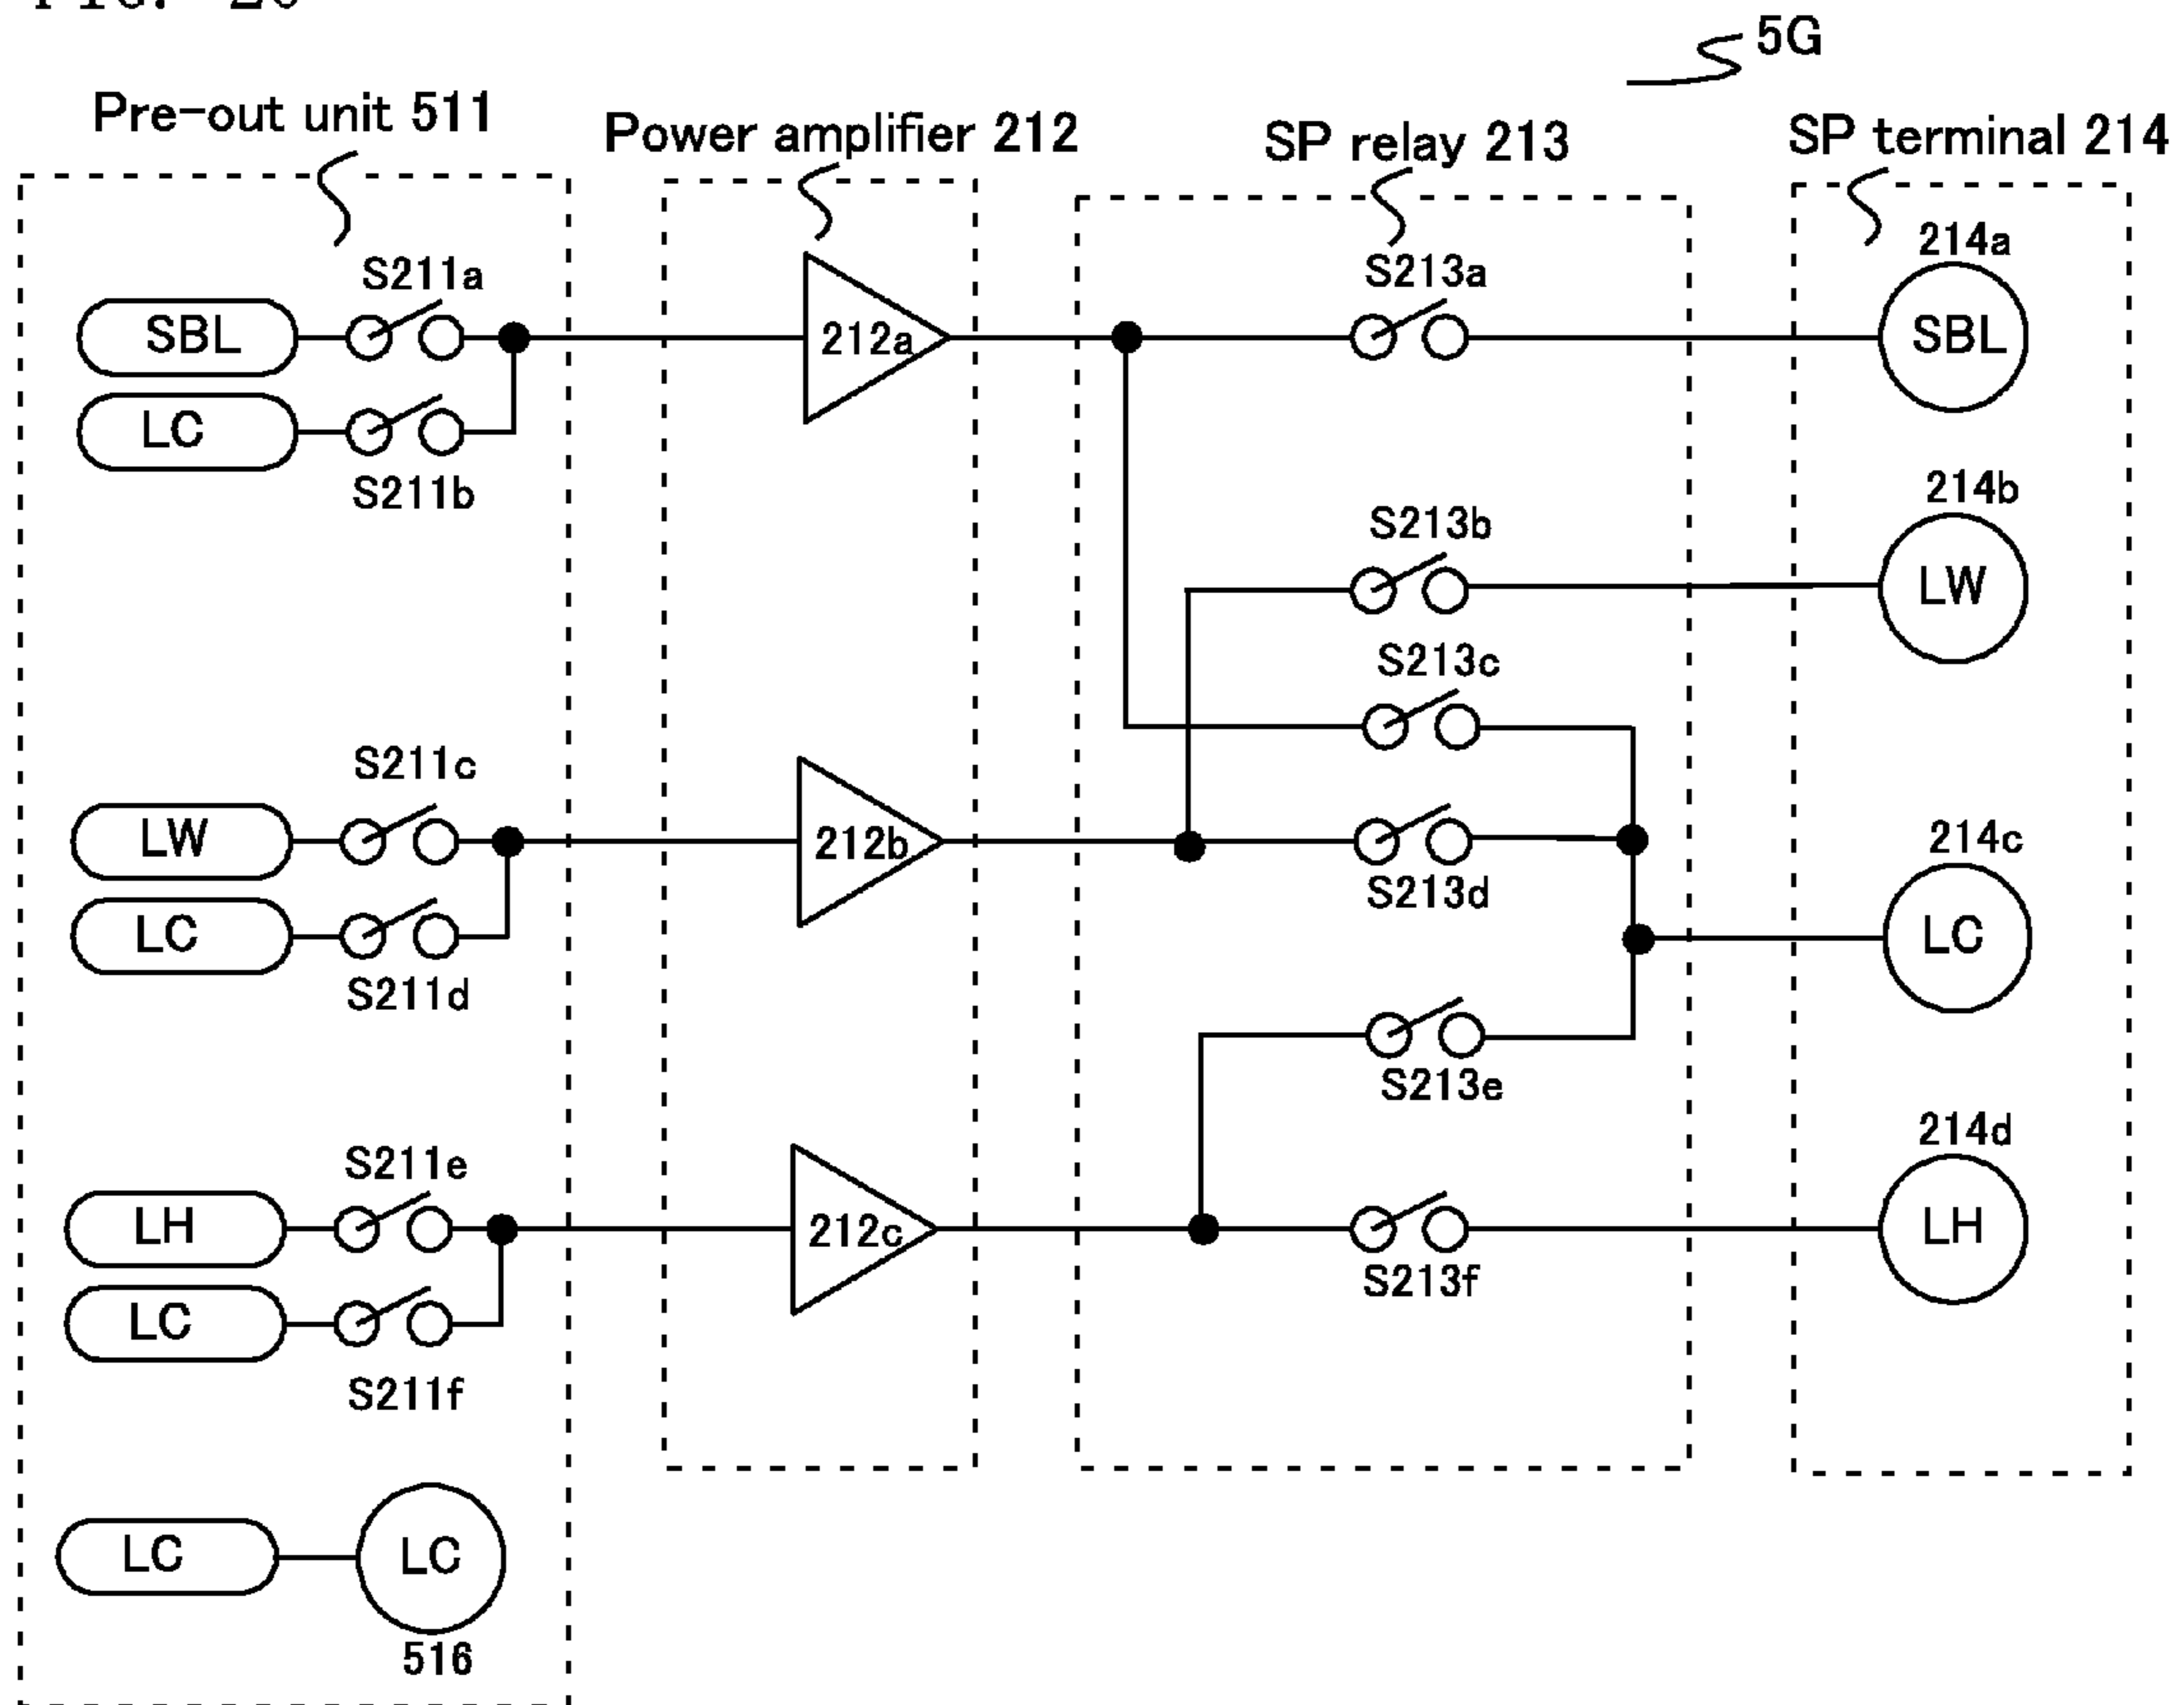 5G
Pre-out unit 511
Power amplifier 212
SP relay 213
SP terminal 214
S211a
SBL
LC
S211b
212a
S213a
214a
SBL
S213b
214b
LW
S213c
S211c
LW
LC
S211d
212b
S213d
214c
LC
S213e
S211e
LH
LC
S211f
212c
S213f
214d
LH
LC
LC
516